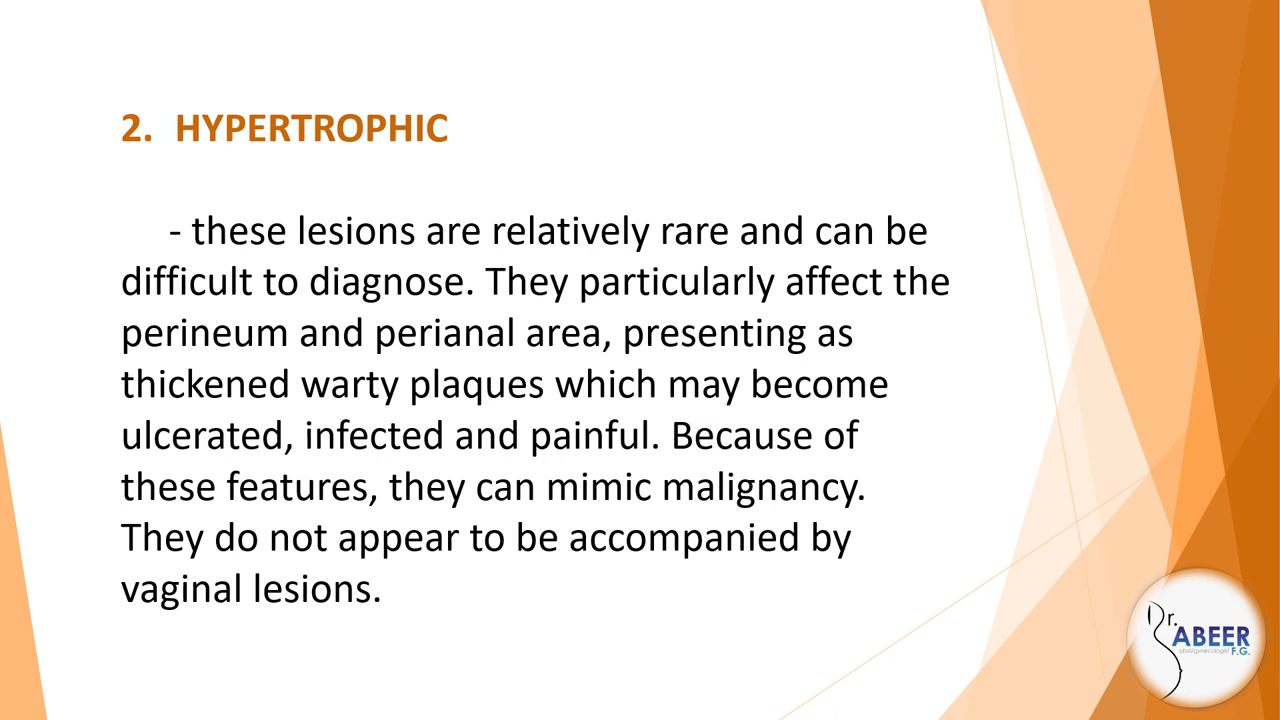 2. HYPERTROPHIC
- these lesions are relatively rare and can be
difficult to diagnose. They particularly affect the
perineum and perianal area, presenting as
thickened warty plaques which may become
ulcerated, infected and painful. Because of
these features, they can mimic malignancy.
They do not appear to be accompanied by
vaginal lesions.
Dr.
ABEER
obst/gynecologist F.G.